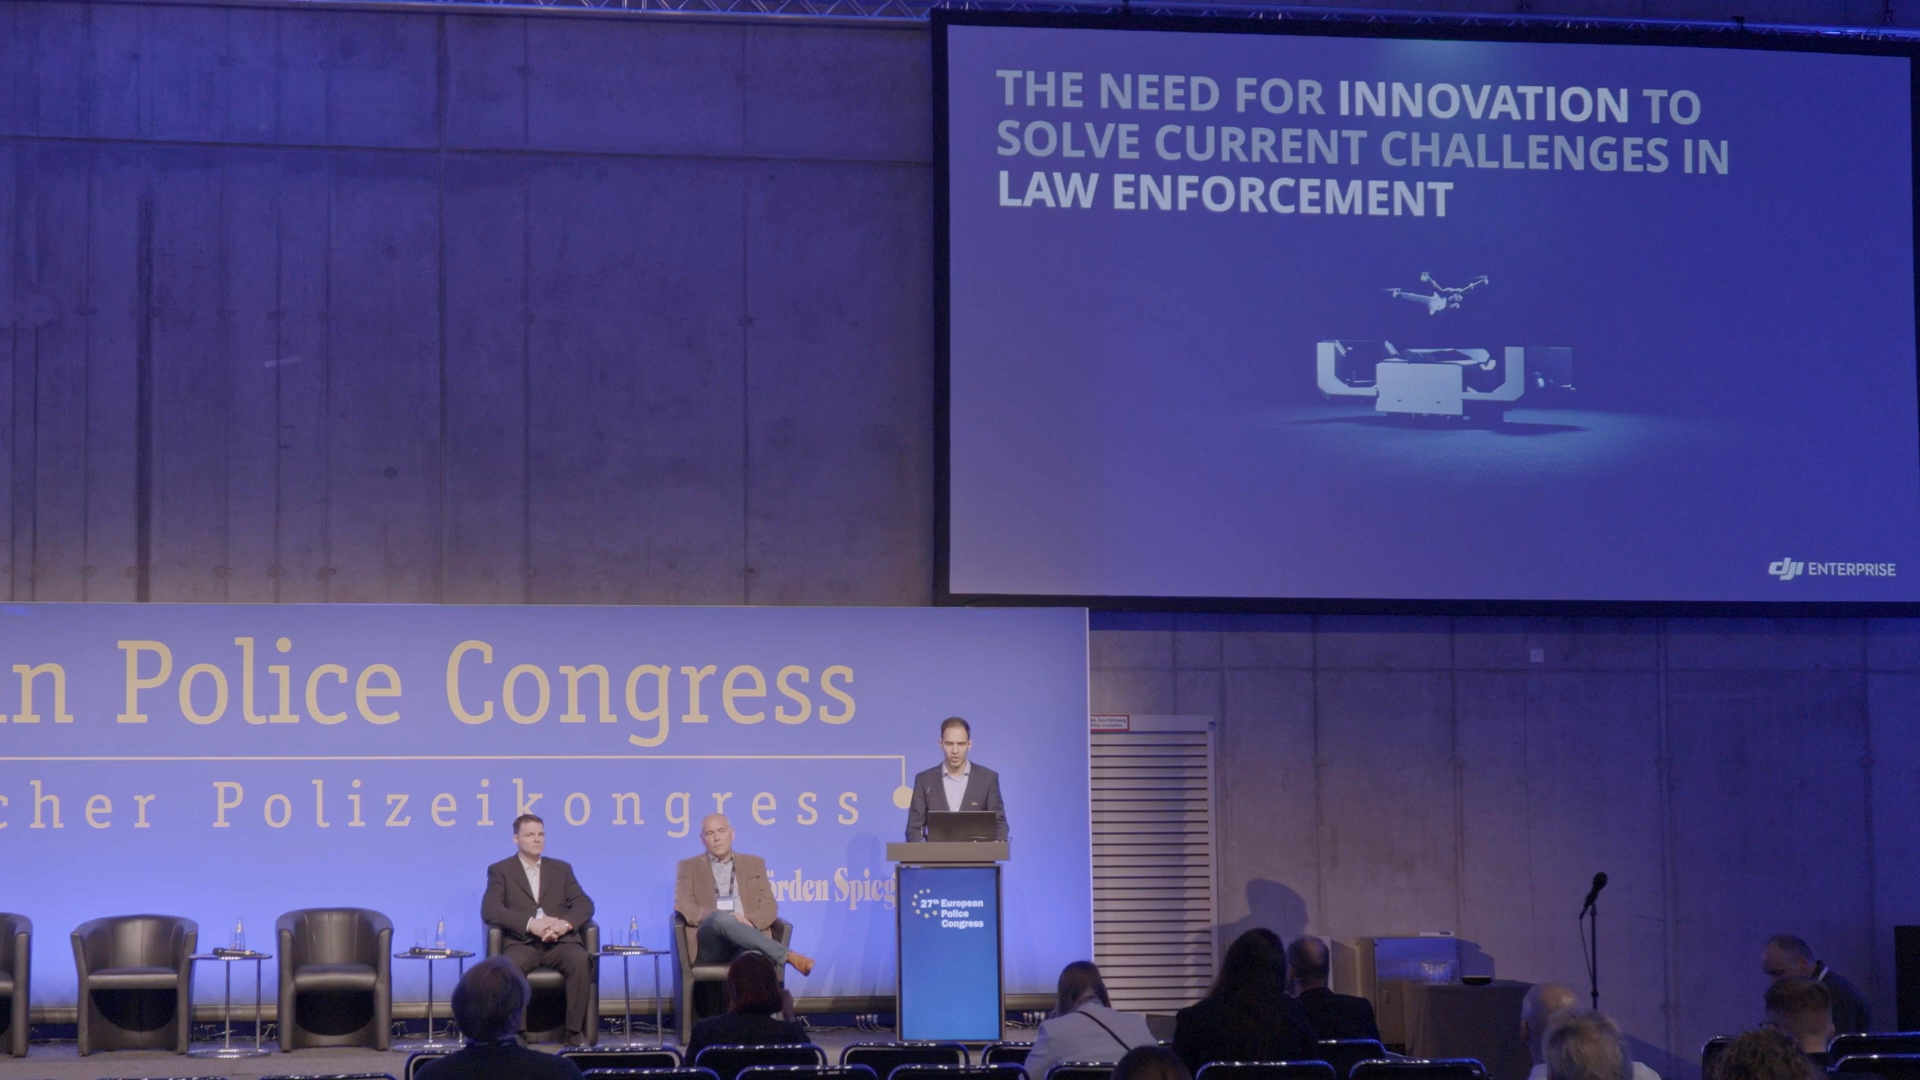 THE NEED FOR INNOVATION TO
SOLVE CURRENT CHALLENGES IN
LAW ENFORCEMENT
dji ENTERPRISE
n Police Congress
cher Polizeikongress
örden Spieg
27th European
Police
Congress